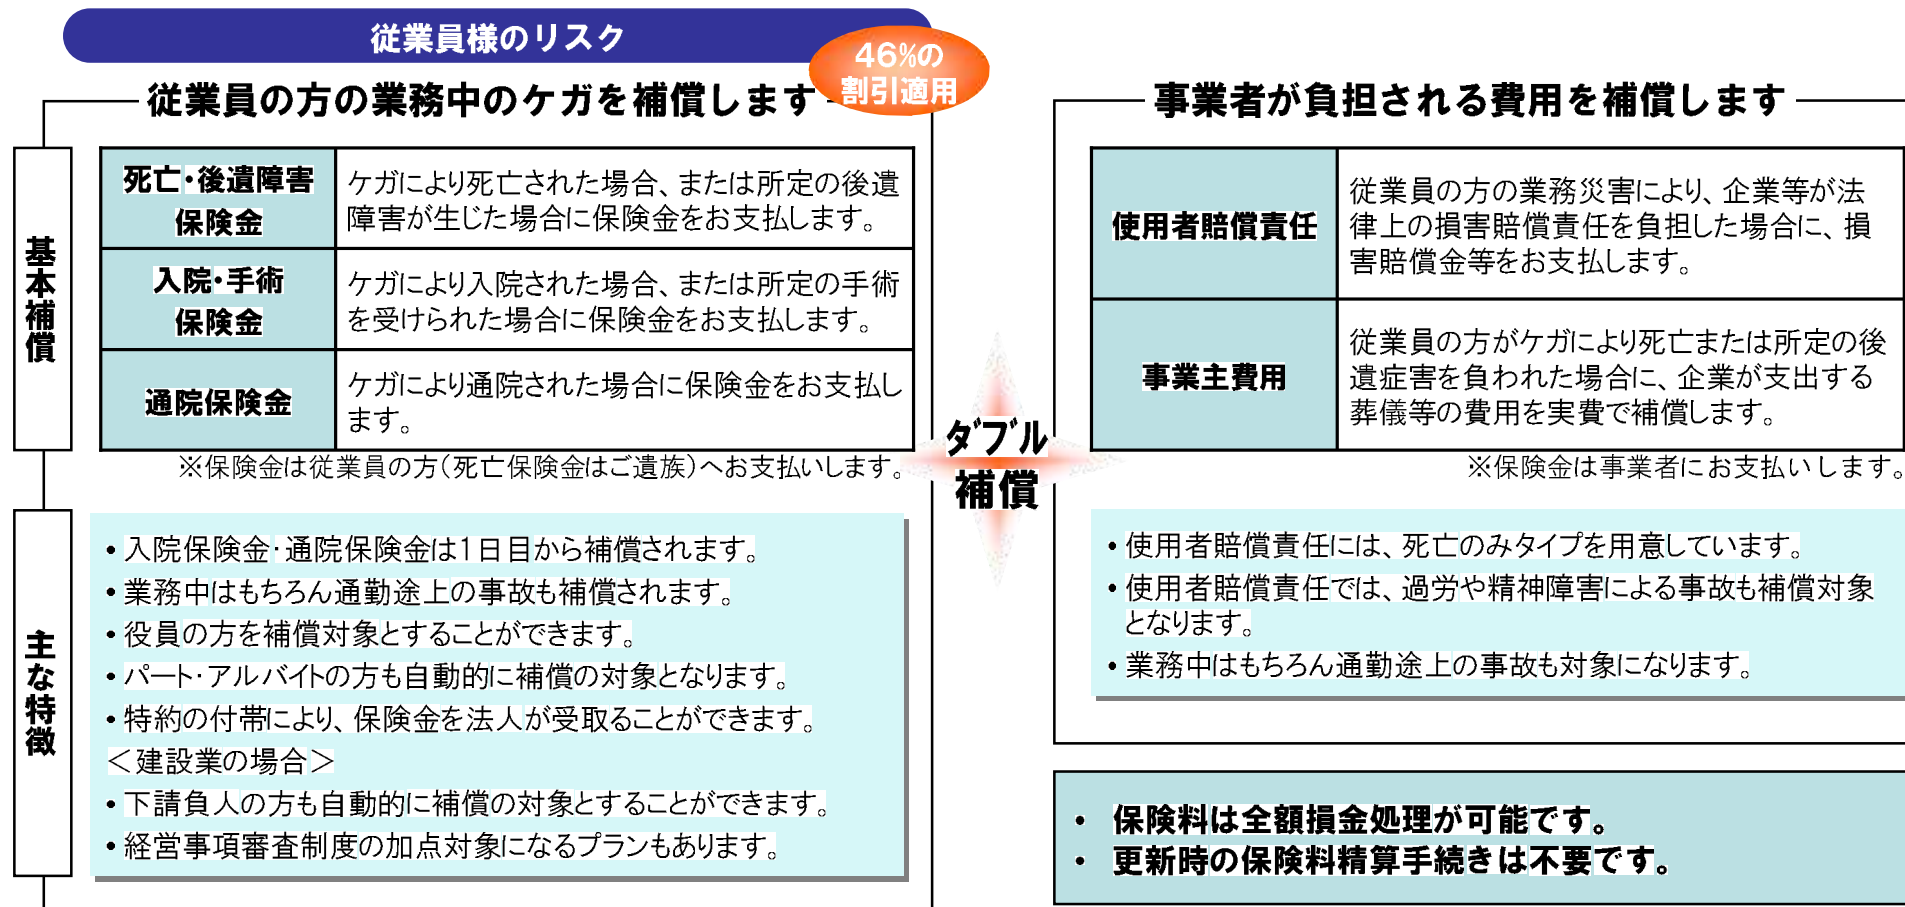 従業員様のリスク
46%の
割引適用
従業員の方の業務中のケガを補償します
基本補償
死亡・後遺障害
保険金
ケガにより死亡された場合、または所定の後遺
障害が生じた場合に保険金をお支払します。
入院・手術
保険金
ケガにより入院された場合、または所定の手術
を受けられた場合に保険金をお支払します。
通院保険金
ケガにより通院された場合に保険金をお支払し
ます。
※保険金は従業員の方(死亡保険金はご遺族)へお支払いします。
主な特徴
• 入院保険金・通院保険金は1日目から補償されます。
• 業務中はもちろん通勤途上の事故も補償されます。
• 役員の方を補償対象とすることができます。
• パート・アルバイトの方も自動的に補償の対象となります。
• 特約の付帯により、保険金を法人が受取ることができます。
＜建設業の場合＞
• 下請負人の方も自動的に補償の対象とすることができます。
• 経営事項審査制度の加点対象になるプランもあります。
ダブル
補償
事業者が負担される費用を補償します
使用者賠償責任
従業員の方の業務災害により、企業等が法
律上の損害賠償責任を負担した場合に、損
害賠償金等をお支払します。
事業主費用
従業員の方がケガにより死亡または所定の後
遺症害を負われた場合に、企業が支出する
葬儀等の費用を実費で補償します。
※保険金は事業者にお支払いします。
• 使用者賠償責任には、死亡のみタイプを用意しています。
• 使用者賠償責任では、過労や精神障害による事故も補償対象
となります。
• 業務中はもちろん通勤途上の事故も対象になります。
• 保険料は全額損金処理が可能です。
• 更新時の保険料精算手続きは不要です。